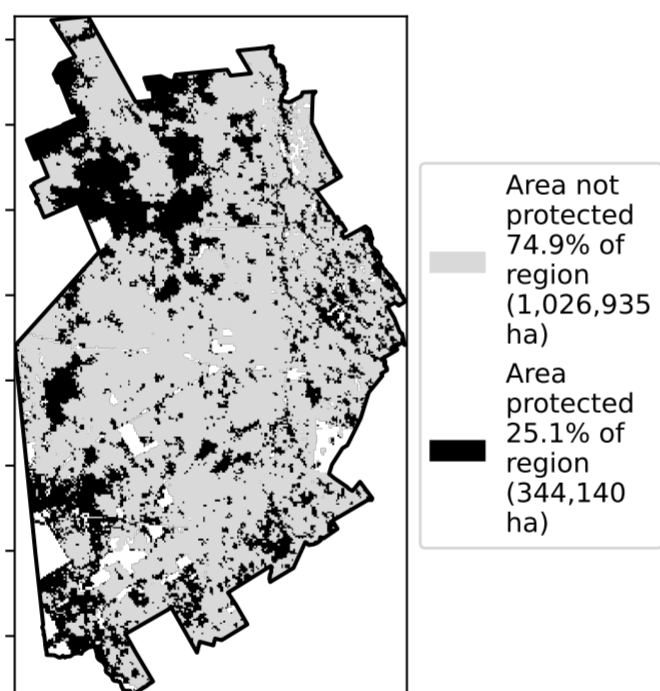 Area not
protected
74.9% of
region
(1,026,935
ha)
Area
protected
25.1% of
region
(344,140
ha)